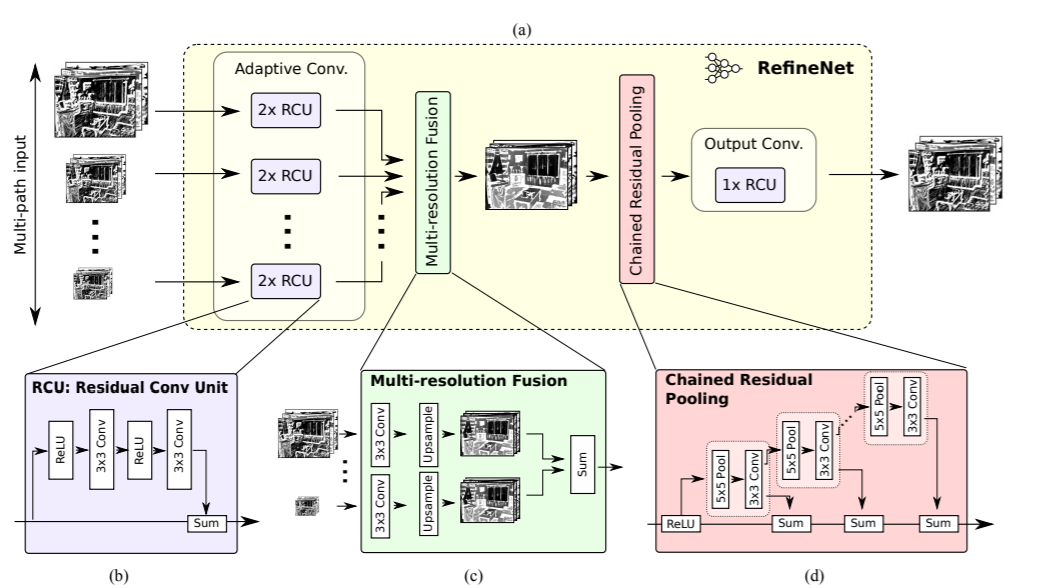 (a)
Multi-path input
Adaptive Conv.
2x RCU
2x RCU
2x RCU
Multi-resolution Fusion
Chained Residual Pooling
RefineNet
Output Conv.
1x RCU
RCU: Residual Conv Unit
ReLU
3x3 Conv
ReLU
3x3 Conv
Sum
(b)
Multi-resolution Fusion
3x3 Conv
Upsample
3x3 Conv
Upsample
Sum
(c)
Chained Residual
Pooling
ReLU
5x5 Pool
3x3 Conv
5x5 Pool
3x3 Conv
5x5 Pool
3x3 Conv
Sum
Sum
Sum
(d)